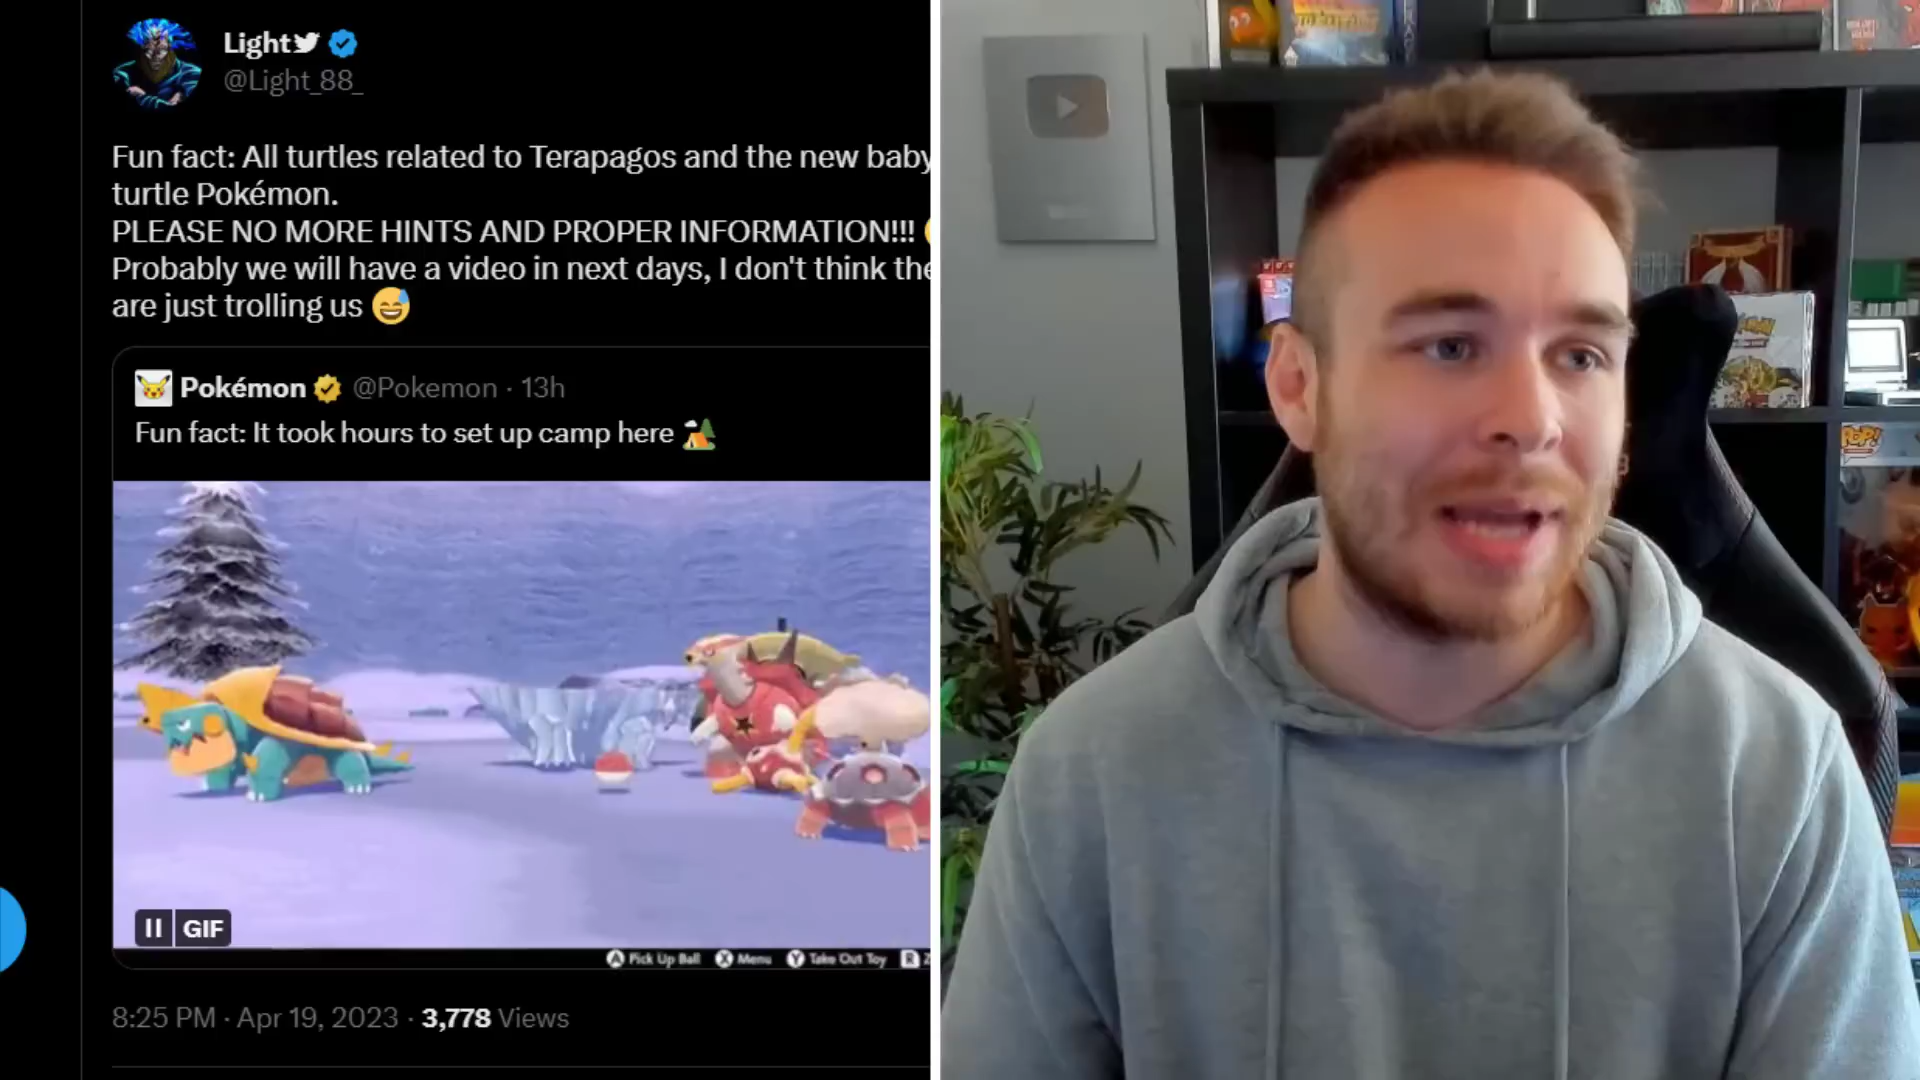 Light
@Light_88_
Fun fact: All turtles related to Terapagos and the new baby
turtle Pokémon.
PLEASE NO MORE HINTS AND PROPER INFORMATION!!!
Probably we will have a video in next days, I don't think the
are just trolling us 😅
Pokémon @Pokemon · 13h
Fun fact: It took hours to set up camp here 🏕️
GIF
A Pick Up Ball X Menu Y Take Out Toy R
8:25 PM · Apr 19, 2023 · 3,778 Views
POP!